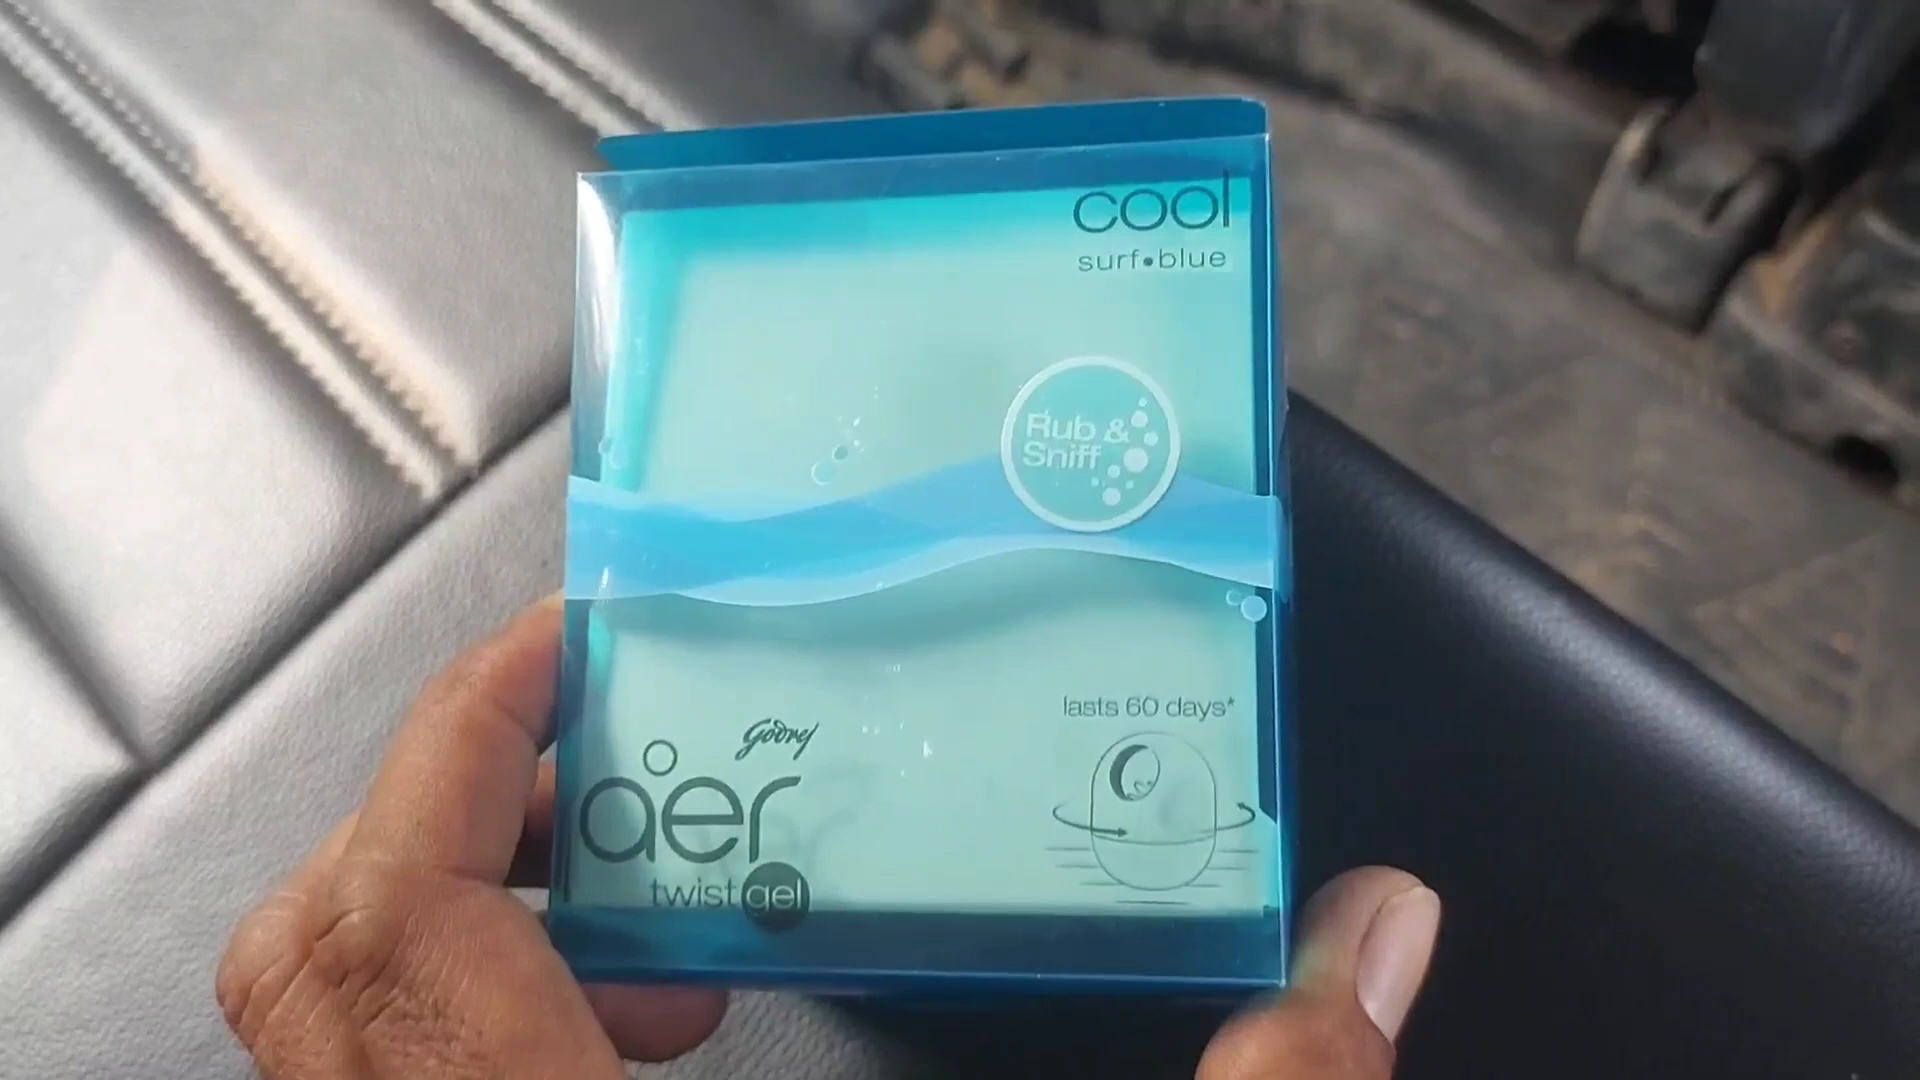 cool
surf•blue
Rub &
Sniff
lasts 60 days*
Godrej
aer
twist gel